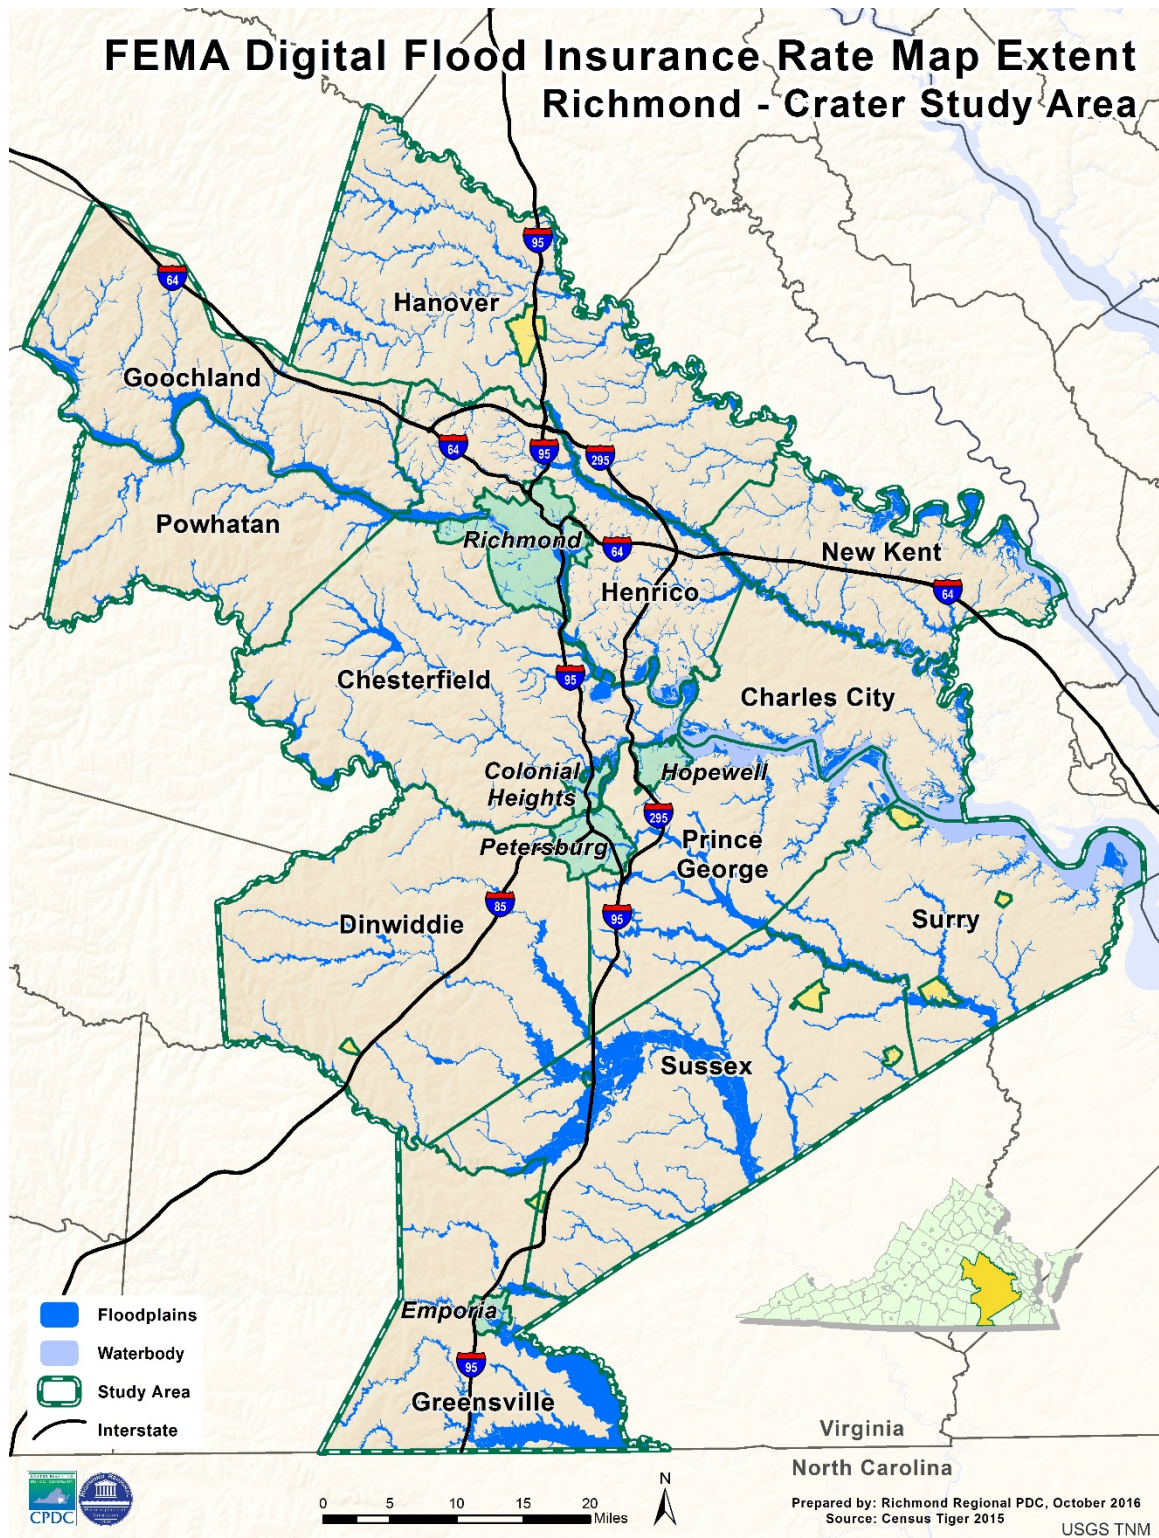 FEMA Digital Flood Insurance Rate Map Extent
Richmond - Crater Study Area
95
64
Hanover
Goochland
64
95
295
Powhatan
Richmond
64
New Kent
Henrico
64
Chesterfield
95
Charles City
Colonial
Heights
Hopewell
295
Petersburg
Prince
George
85
95
Dinwiddie
Surry
Sussex
Emporia
95
Greensville
Floodplains
Waterbody
Study Area
Interstate
Virginia
North Carolina
CPDC
0 5 10 15 20
Miles
N
Prepared by: Richmond Regional PDC, October 2016
Source: Census Tiger 2015
USGS TNM